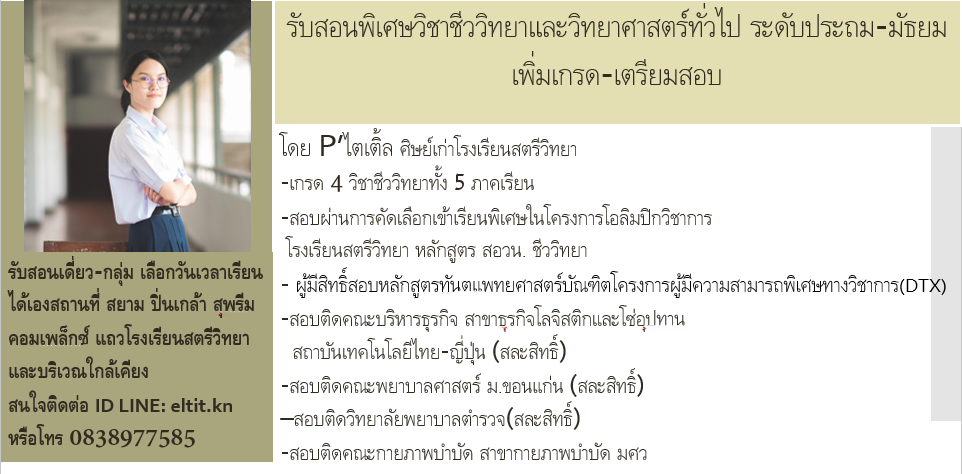 รับสอนพิเศษวิชาชีววิทยาและวิทยาศาสตร์ทั่วไป ระดับประถม-มัธยม
เพิ่มเกรด-เตรียมสอบ
โดย P'ไตเติ้ล ศิษย์เก่าโรงเรียนสตรีวิทยา
-เกรด 4 วิชาชีววิทยาทั้ง 5 ภาคเรียน
-สอบผ่านการคัดเลือกเข้าเรียนพิเศษในโครงการโอลิมปิกวิชาการ
โรงเรียนสตรีวิทยา หลักสูตร สอวน. ชีววิทยา
- ผู้มีสิทธิ์สอบหลักสูตรทันตแพทยศาสตร์บัณฑิตโครงการผู้มีความสามารถพิเศษทางวิชาการ(DTX)
-สอบติดคณะบริหารธุรกิจ สาขาธุรกิจโลจิสติกและโซ่อุปทาน
สถาบันเทคโนโลยีไทย-ญี่ปุ่น (สละสิทธิ์)
-สอบติดคณะพยาบาลศาสตร์ ม.ขอนแก่น (สละสิทธิ์)
–สอบติดวิทยาลัยพยาบาลตำรวจ(สละสิทธิ์)
-สอบติดคณะกายภาพบำบัด สาขากายภาพบำบัด มศว
รับสอนเดี่ยว-กลุ่ม เลือกวันเวลาเรียน
ได้เองสถานที่ สยาม ปิ่นเกล้า สุพรีม
คอมเพล็กซ์ แถวโรงเรียนสตรีวิทยา
และบริเวณใกล้เคียง
สนใจติดต่อ ID LINE: eltit.kn
หรือโทร 0838977585